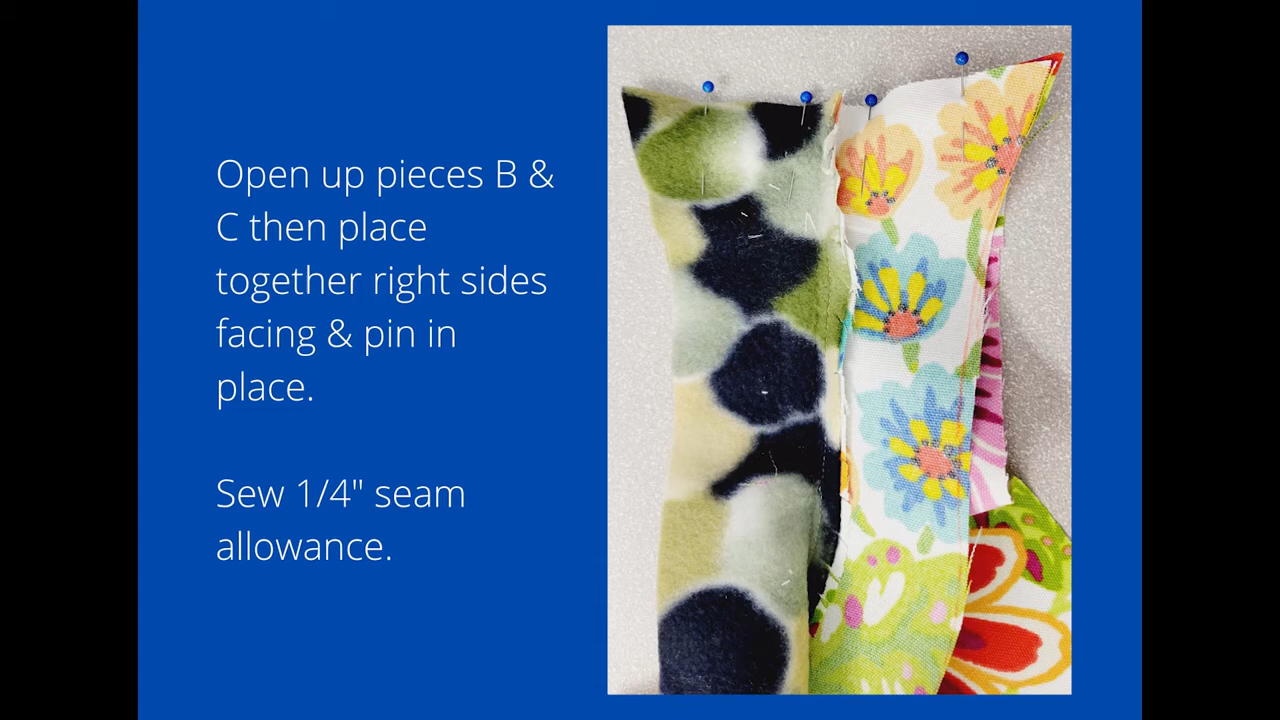 Open up pieces B &
C then place
together right sides
facing & pin in
place.
Sew 1/4" seam
allowance.